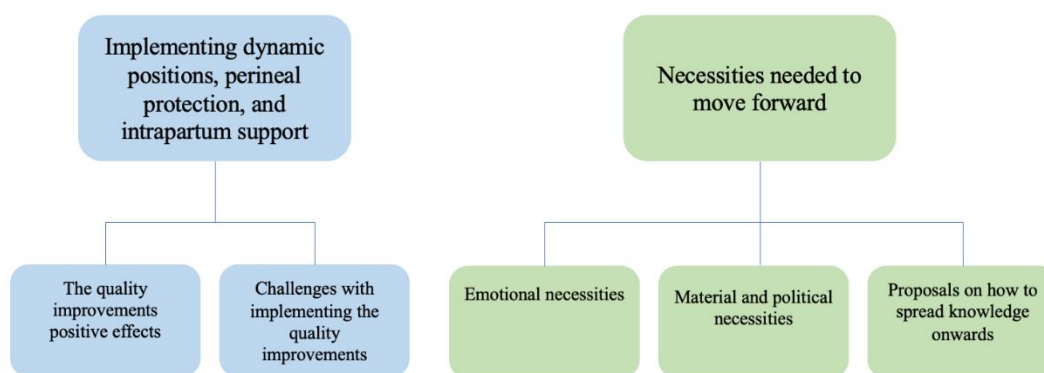 Implementing dynamic
positions, perineal
protection, and
intrapartum support
Necessities needed to
move forward
The quality
improvements
positive effects
Challenges with
implementing the
quality
improvements
Emotional necessities
Material and political
necessities
Proposals on how to
spread knowledge
onwards